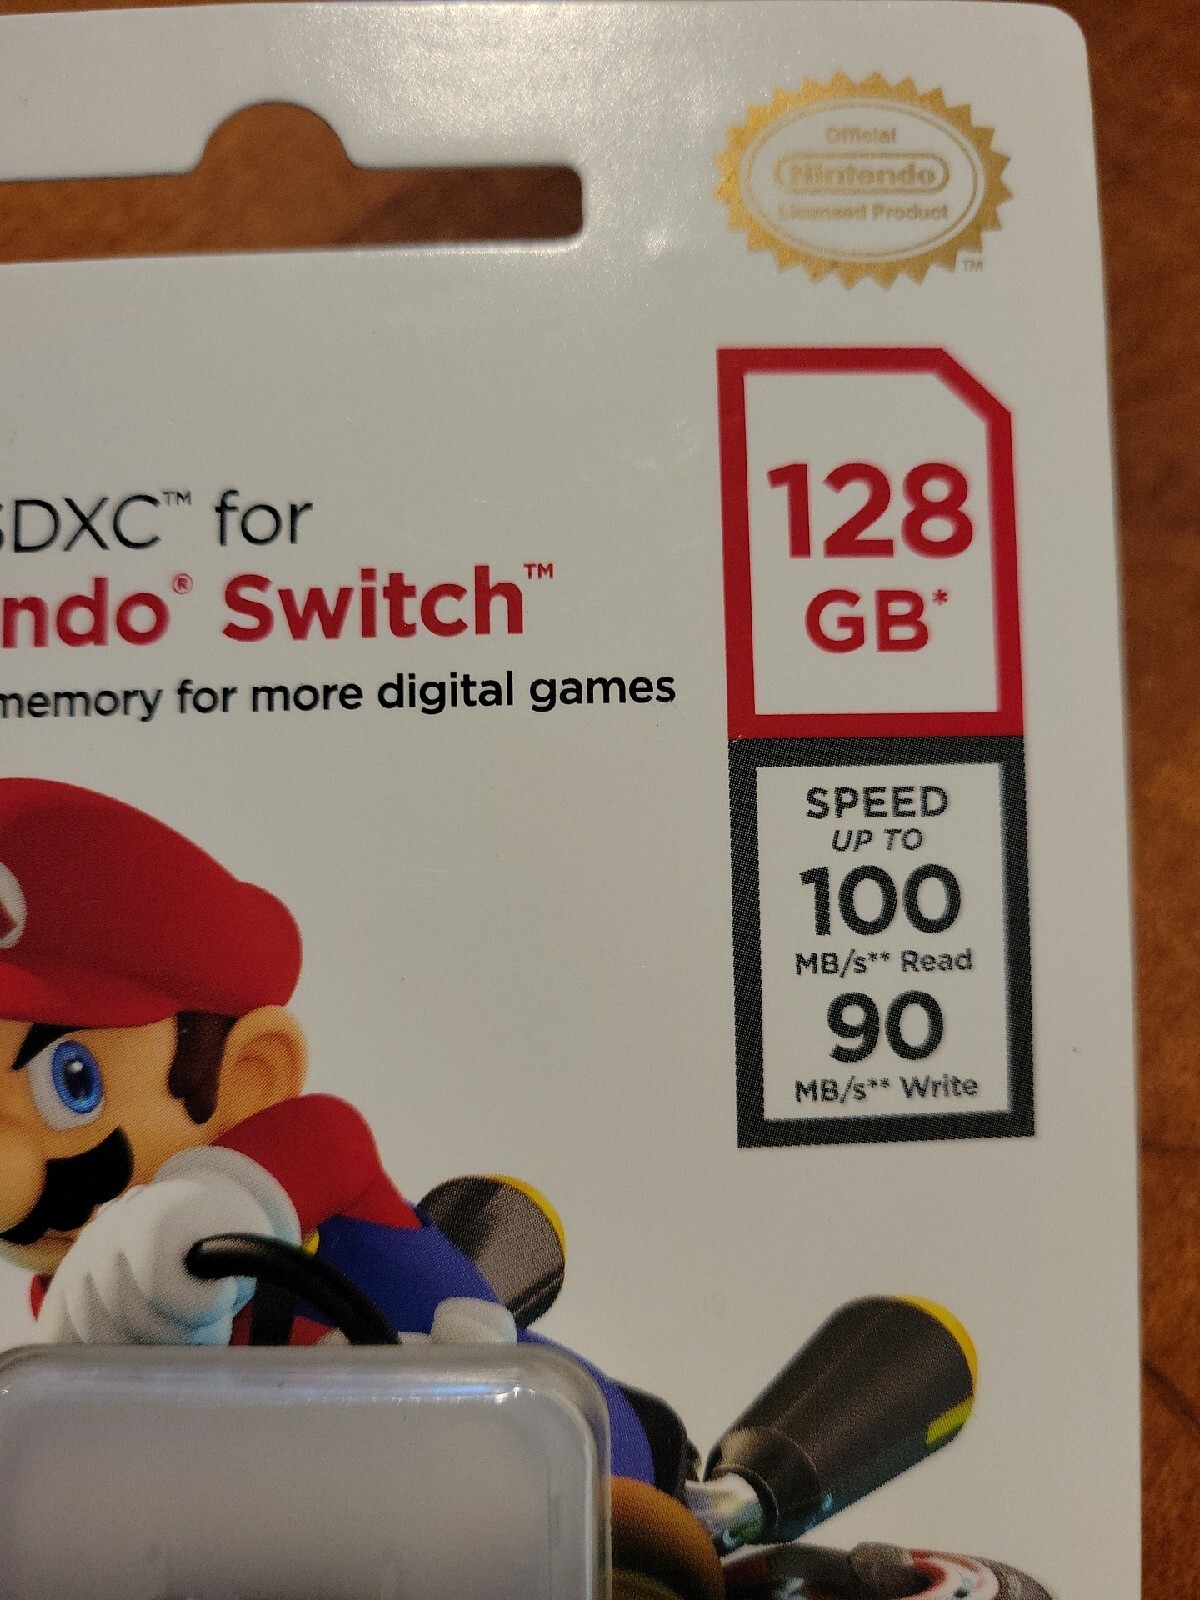 Official
Nintendo
Licensed Product
TM
128
GB*
SDXC™ for
ndo® Switch™
memory for more digital games
SPEED
UP TO
100
MB/s** Read
90
MB/s** Write